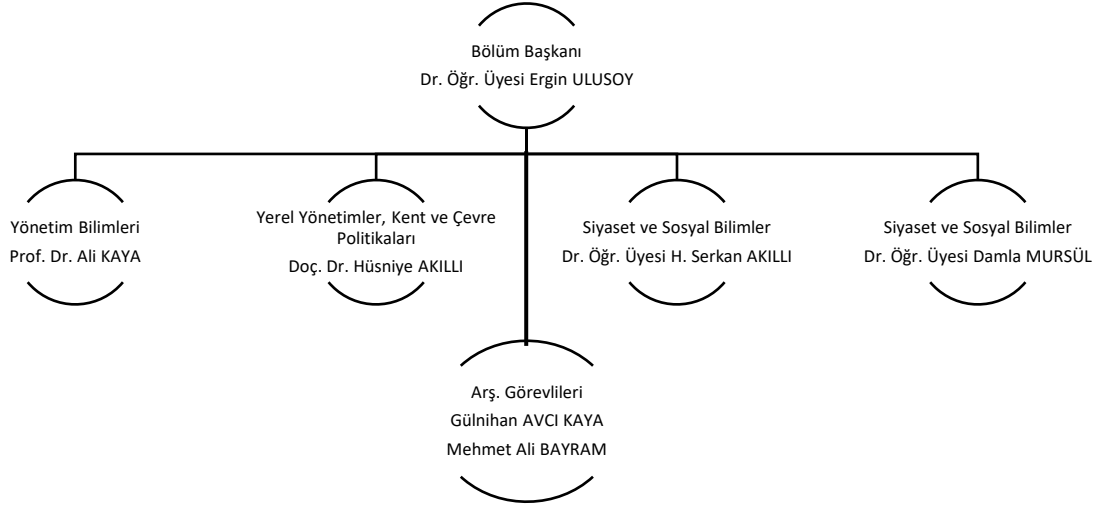 Bölüm Başkanı
Dr. Öğr. Üyesi Ergin ULUSOY
Yönetim Bilimleri
Prof. Dr. Ali KAYA
Yerel Yönetimler, Kent ve Çevre
Politikaları
Doç. Dr. Hüsniye AKILLI
Siyaset ve Sosyal Bilimler
Dr. Öğr. Üyesi H. Serkan AKILLI
Siyaset ve Sosyal Bilimler
Dr. Öğr. Üyesi Damla MURSÜL
Arş. Görevlileri
Gülnihan AVCI KAYA
Mehmet Ali BAYRAM